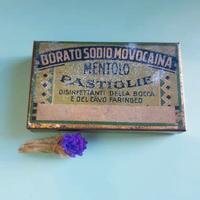 BORATO SODIO MOVOCAINA
MENTOLO
PASTIGLIE
DISINFETTANTI DELLA BOCCA
E DEL CAVO FARINGEO